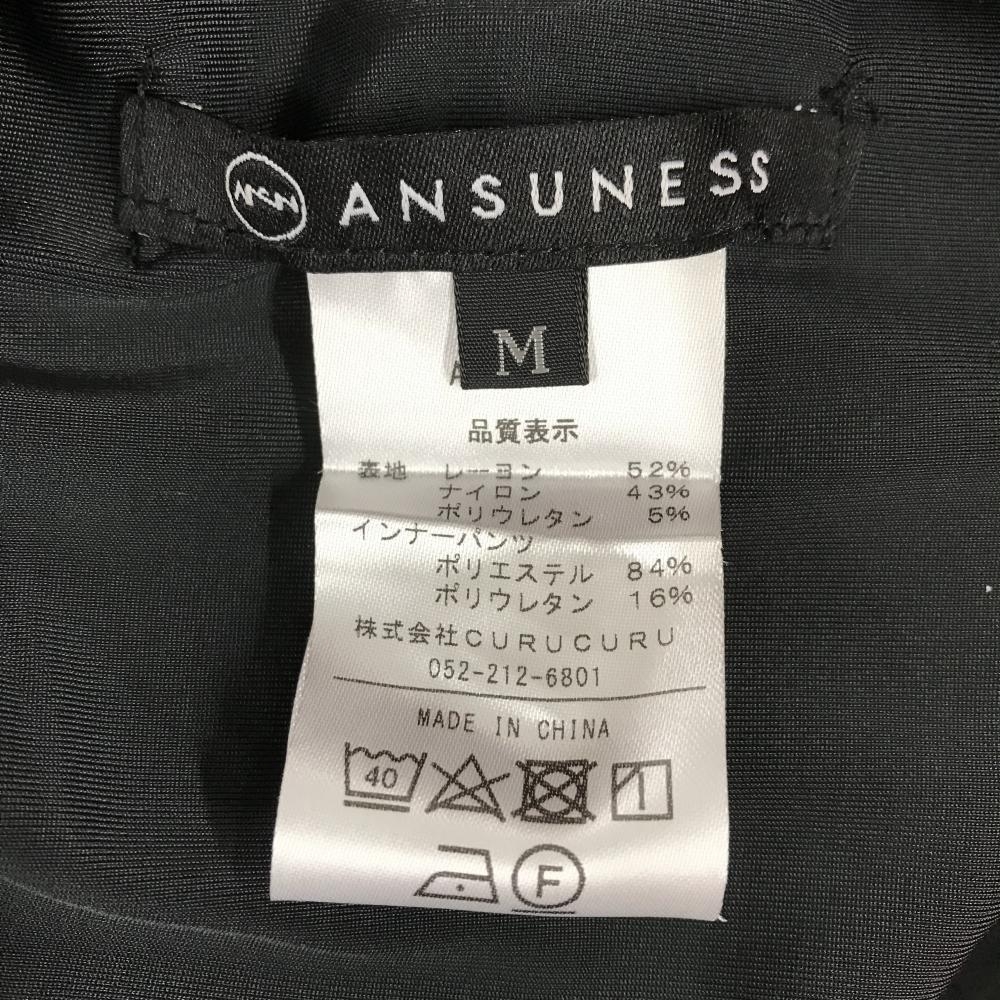 ANSUNESS
M
A
品質表示
表地 レーヨン 52%
ナイロン 43%
ポリウレタン 5%
インナーパンツ
ポリエステル 84%
ポリウレタン 16%
株式会社CURUCURU
052-212-6801
MADE IN CHINA
40
F